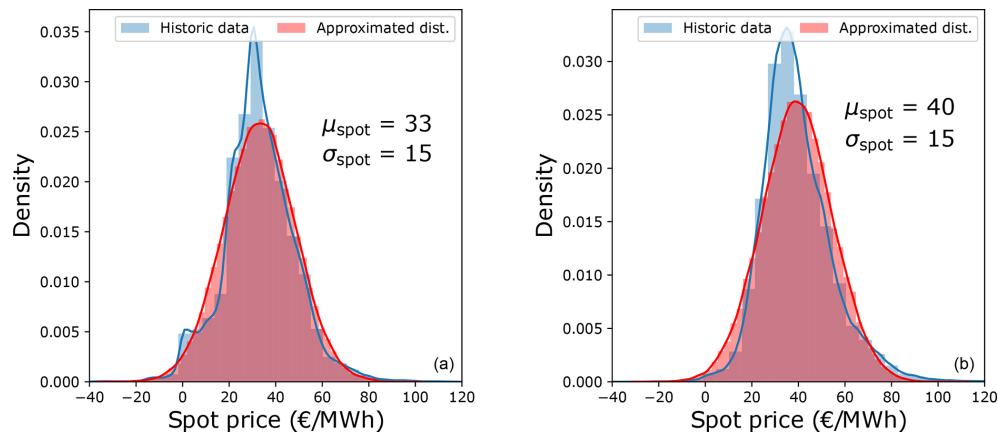 Historic data Approximated dist.
0.035
0.030
0.025
0.020
0.015
0.010
0.005
0.000
Density
μspot = 33
σspot = 15
(a)
−40 −20 0 20 40 60 80 100 120
Spot price (€/MWh)
Historic data Approximated dist.
0.030
0.025
0.020
0.015
0.010
0.005
0.000
Density
μspot = 40
σspot = 15
(b)
−40 −20 0 20 40 60 80 100 120
Spot price (€/MWh)